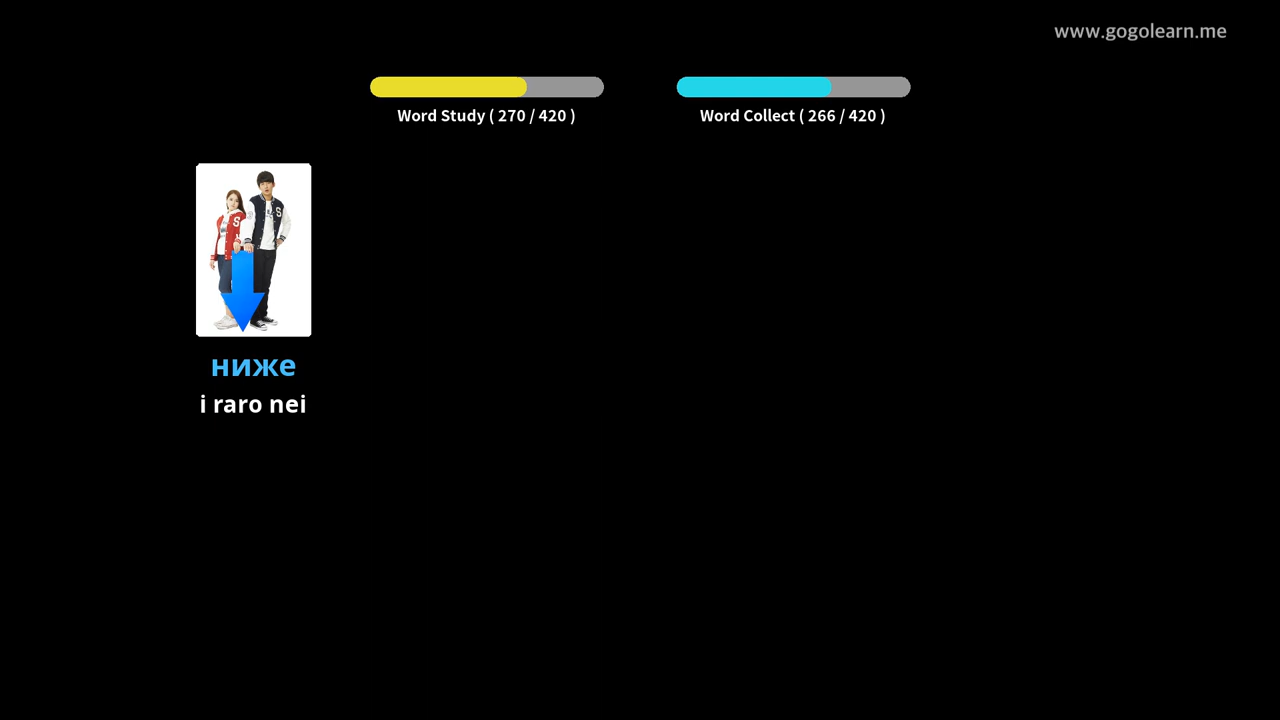 www.gogolearn.me
Word Study ( 270 / 420 )
Word Collect ( 266 / 420 )
S
S
ниже
i raro nei